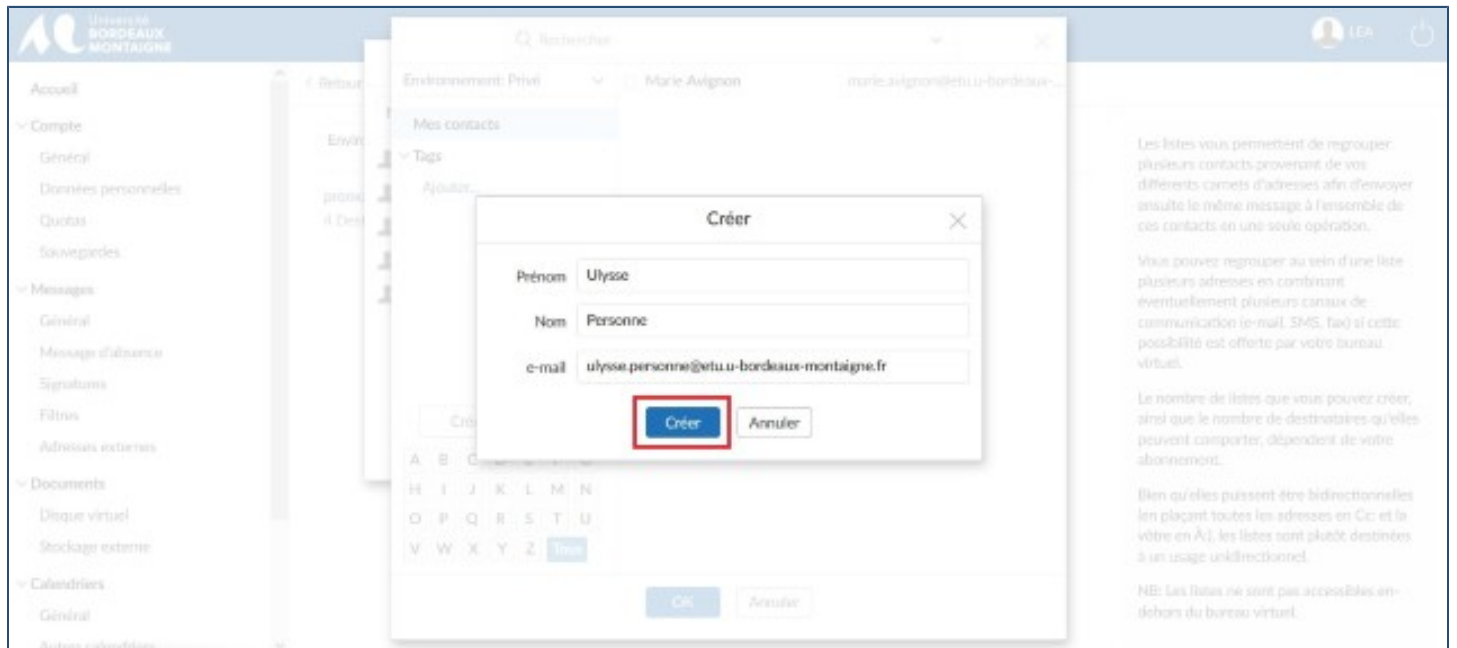 Université
BORDEAUX
MONTAIGNE
Rechercher
LEA
Accueil
Compte
Général
Données personnelles
Quotas
Sauvegardes
Messages
Général
Message d'absence
Signatures
Filtres
Adresses externes
Documents
Disque virtuel
Stockage externe
Calendriers
Général
Autres calendriers
< Retour
Environnement: Privé
Marie Avignon
marie.avignon@etu.u-bordeaux-...
Mes contacts
Tags
Ajouter...
Créer
Prénom
Ulysse
Nom
Personne
e-mail
ulysse.personne@etu.u-bordeaux-montaigne.fr
Créer
Annuler
A B C D E F G
H I J K L M N
O P Q R S T U
V W X Y Z Tous
OK
Annuler
Les listes vous permettent de regrouper
plusieurs contacts provenant de vos
différents carnets d'adresses afin d'envoyer
ensuite le même message à l'ensemble de
ces contacts en une seule opération.
Vous pouvez regrouper au sein d'une liste
plusieurs adresses en combinant
éventuellement plusieurs canaux de
communication (e-mail, SMS, fax) si cette
possibilité est offerte par votre bureau
virtuel.
Le nombre de listes que vous pouvez créer,
ainsi que le nombre de destinataires qu'elles
peuvent comporter, dépendent de votre
abonnement.
Bien qu'elles puissent être bidirectionnelles
(en plaçant toutes les adresses en Cc: et la
vôtre en À:), les listes sont plutôt destinées
à un usage unidirectionnel.
NB: Les listes ne sont pas accessibles en-
dehors du bureau virtuel.